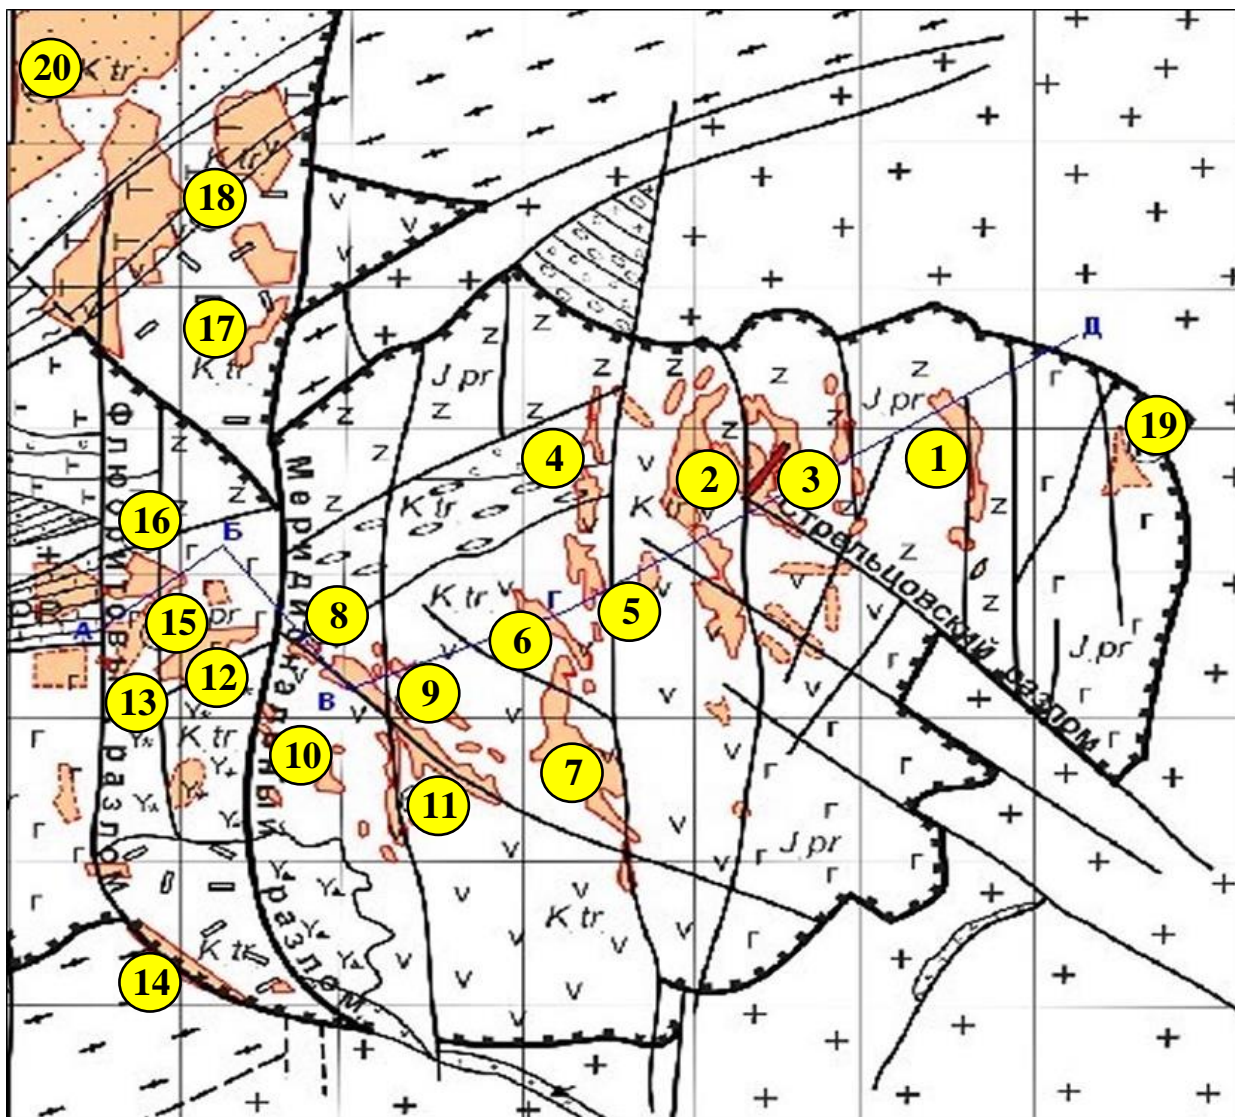 20
K tr
K tr
18
17
K tr
Д
J pr
J pr
19
4
2
3
1
16
K tr
K tr
Стрельцовский разлом
Флюоритовый разлом
Меридиональный разлом
Б
K tr
Г
8
5
А
15
pr
6
J pr
12
В
9
13
K tr
10
7
11
J pr
K tr
K tr
14